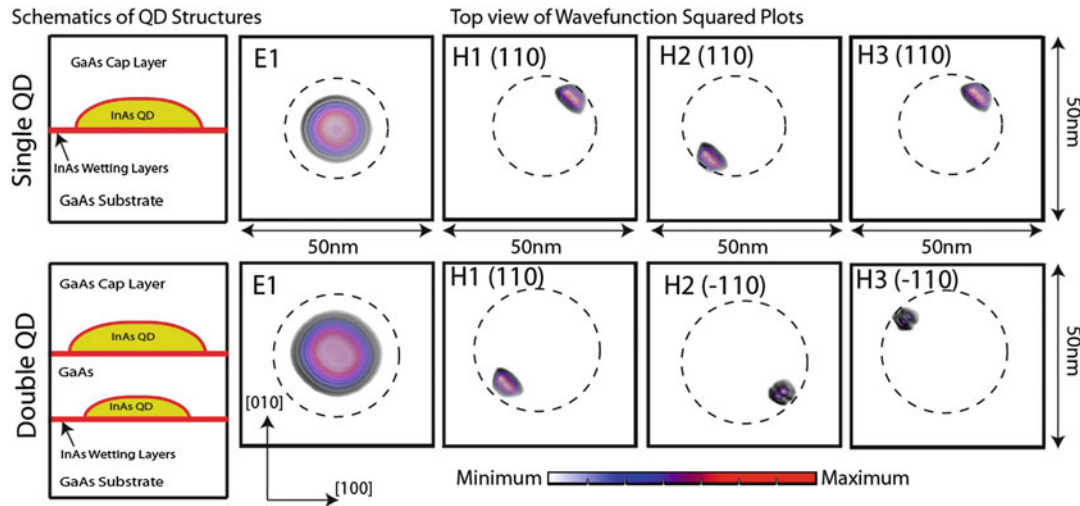 Schematics of QD Structures
Top view of Wavefunction Squared Plots
Single QD
GaAs Cap Layer
InAs QD
InAs Wetting Layers
GaAs Substrate
E1
H1 (110)
H2 (110)
H3 (110)
50nm
50nm
50nm
50nm
50nm
Double QD
GaAs Cap Layer
InAs QD
GaAs
InAs QD
InAs Wetting Layers
GaAs Substrate
E1
H1 (110)
H2 (-110)
H3 (-110)
50nm
[010]
[100]
Minimum
Maximum